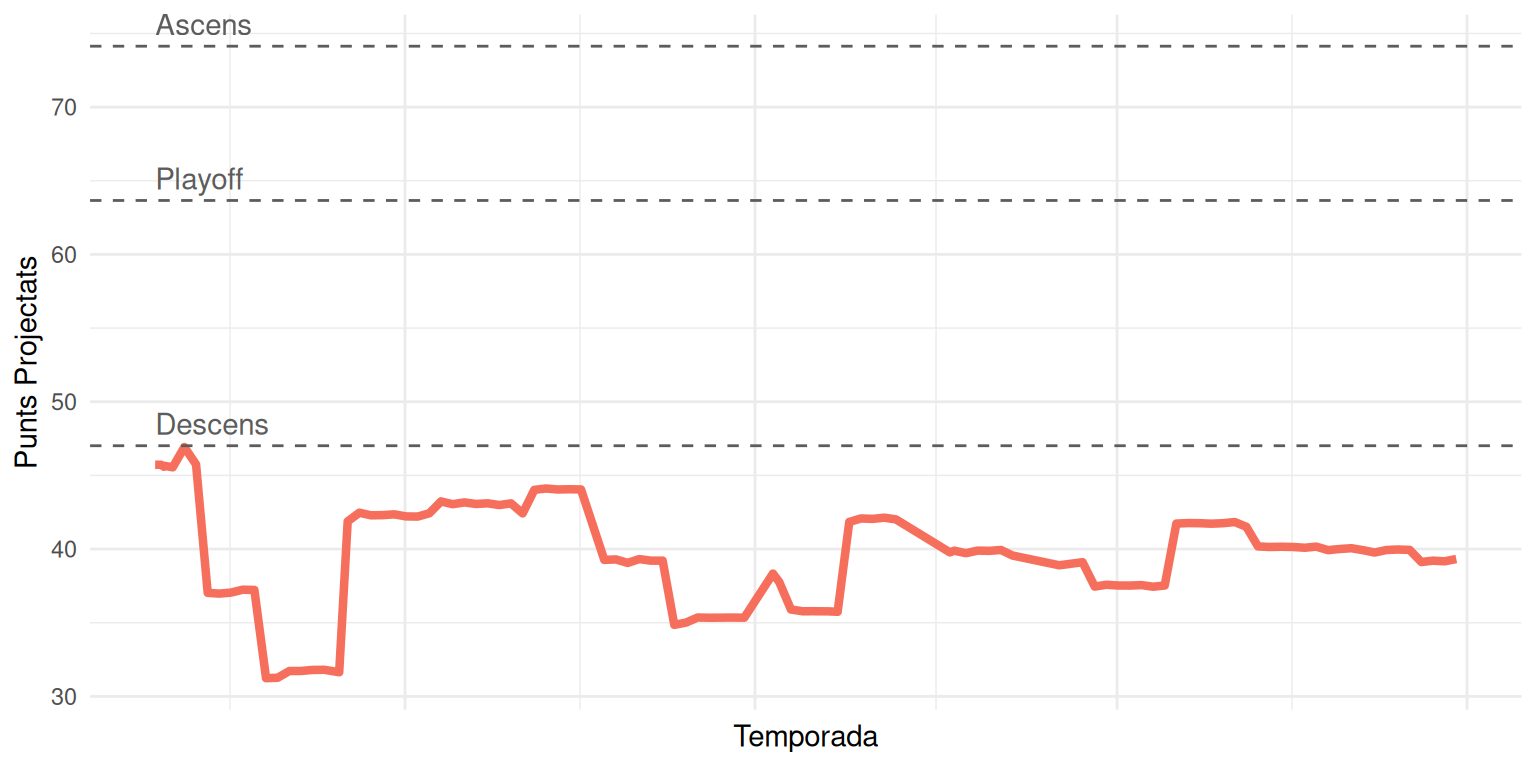 Ascens
70
Playoff
60
Punts Projectats
50
Descens
40
30
Temporada